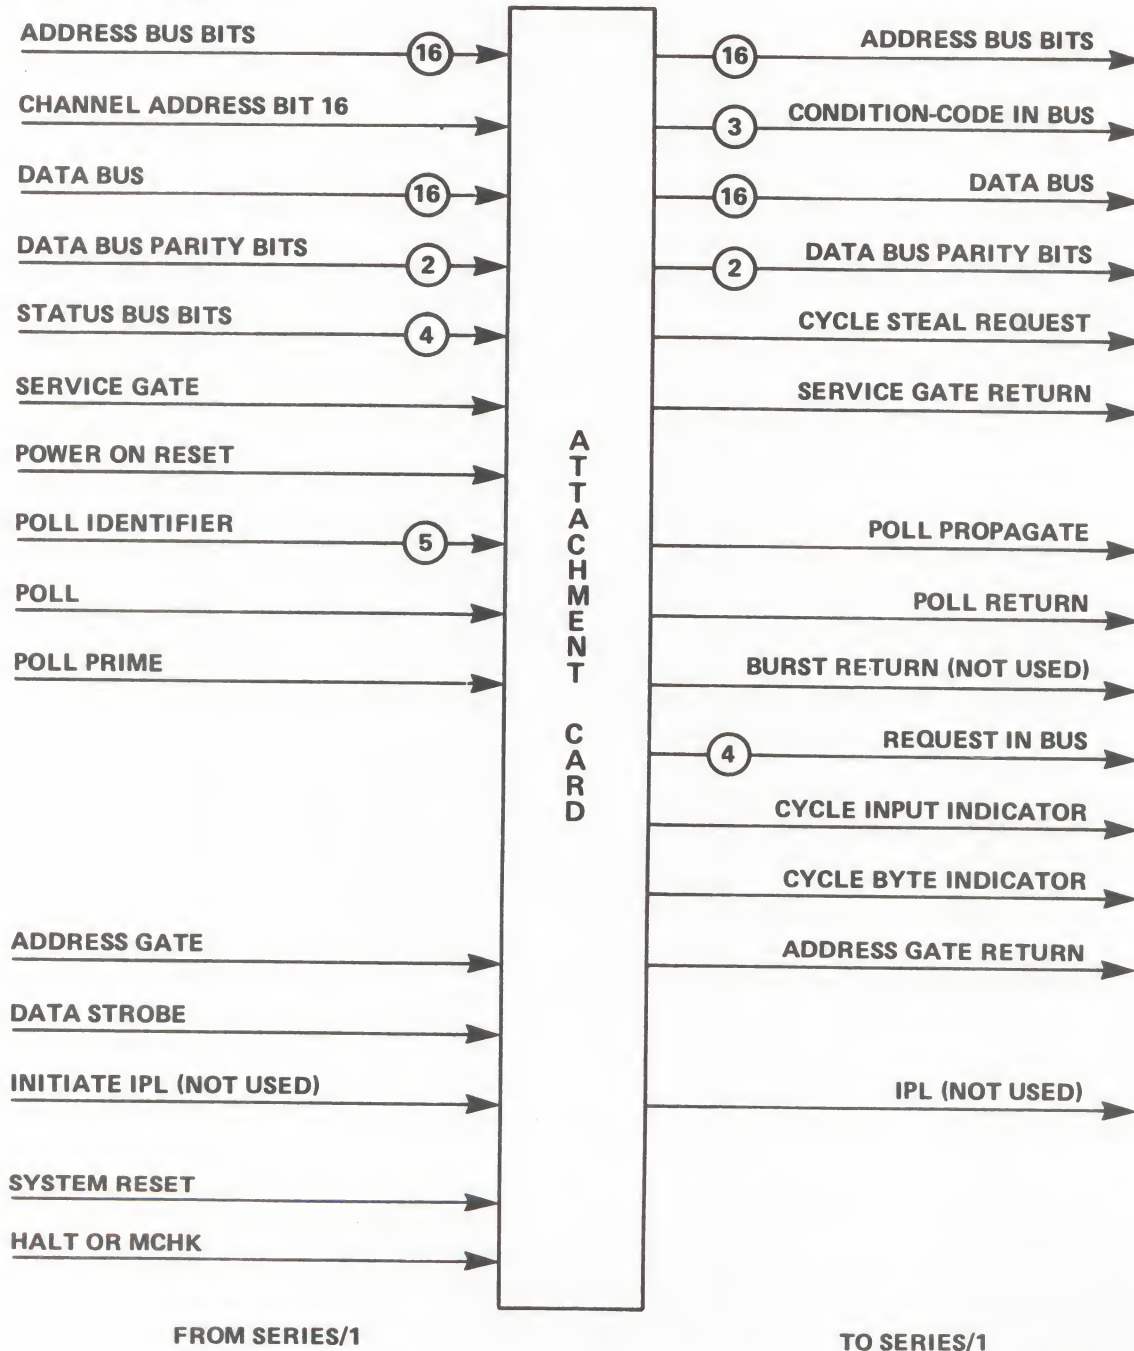 ADDRESS BUS BITS
16
CHANNEL ADDRESS BIT 16
DATA BUS
16
DATA BUS PARITY BITS
2
STATUS BUS BITS
4
SERVICE GATE
POWER ON RESET
POLL IDENTIFIER
5
POLL
POLL PRIME
ADDRESS GATE
DATA STROBE
INITIATE IPL (NOT USED)
SYSTEM RESET
HALT OR MCHK
FROM SERIES/1
ATTACHMENT CARD
16
ADDRESS BUS BITS
3
CONDITION-CODE IN BUS
16
DATA BUS
2
DATA BUS PARITY BITS
CYCLE STEAL REQUEST
SERVICE GATE RETURN
POLL PROPAGATE
POLL RETURN
BURST RETURN (NOT USED)
4
REQUEST IN BUS
CYCLE INPUT INDICATOR
CYCLE BYTE INDICATOR
ADDRESS GATE RETURN
IPL (NOT USED)
TO SERIES/1